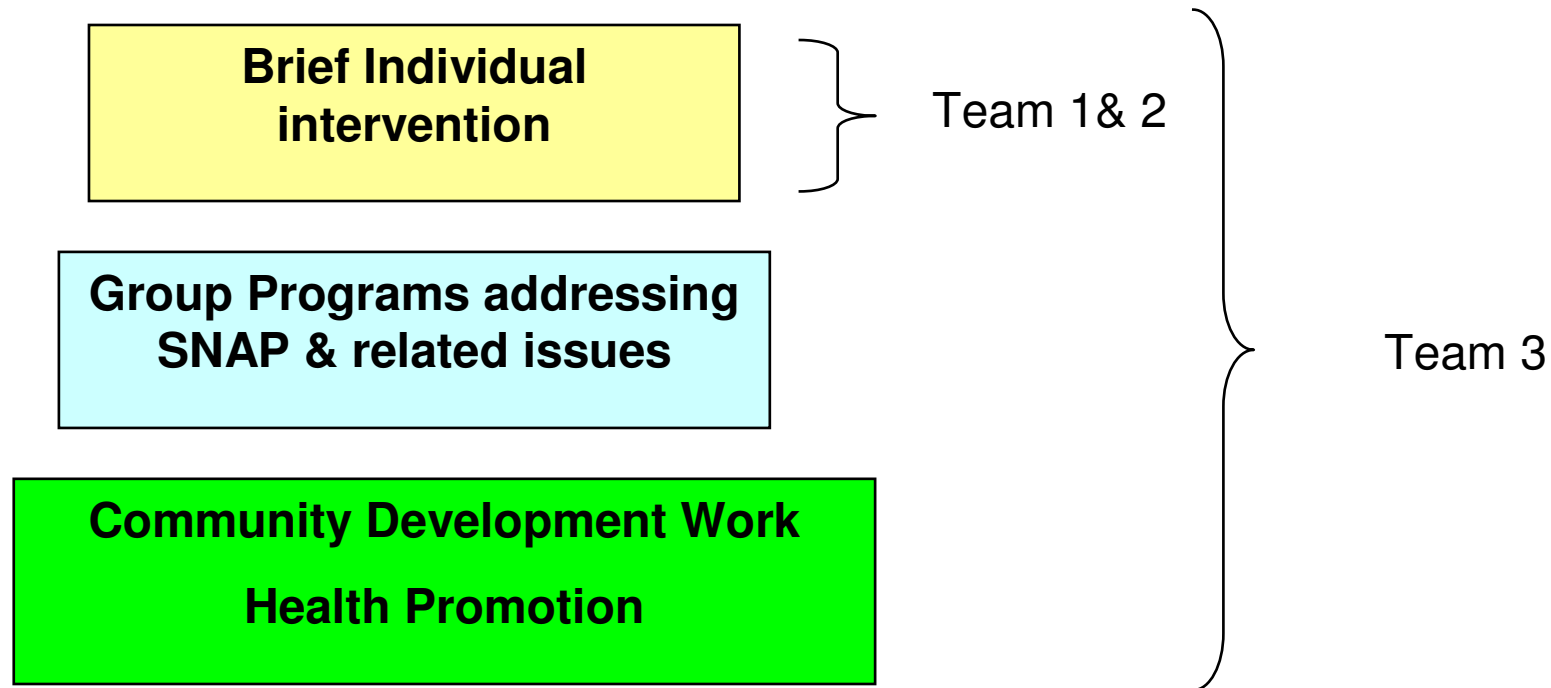 Brief Individual
intervention
Team 1& 2
Group Programs addressing
SNAP & related issues
Team 3
Community Development Work
Health Promotion